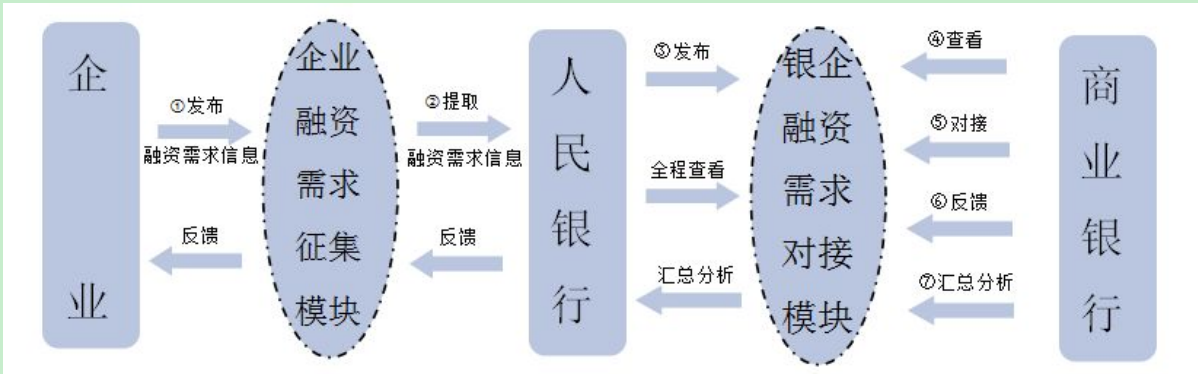 企业
①发布
融资需求信息
反馈
企业
融资
需求
征集
模块
②提取
融资需求信息
反馈
人民银行
③发布
全程查看
汇总分析
银企
融资
需求
对接
模块
④查看
⑤对接
⑥反馈
⑦汇总分析
商业银行